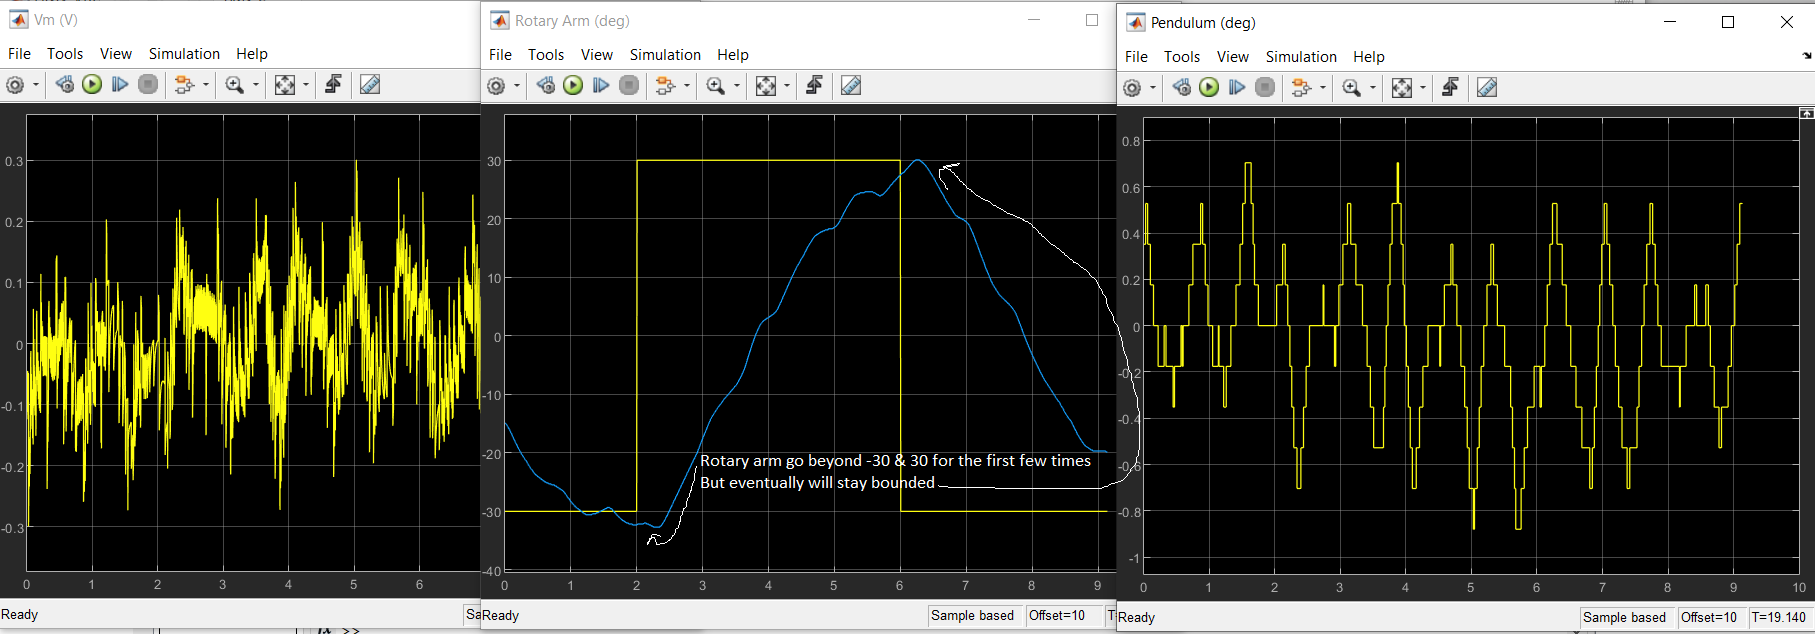 Vm (V)
File Tools View Simulation Help
0.3
0.2
0.1
0
-0.1
-0.2
-0.3
0 1 2 3 4 5 6
Ready
Sa
Rotary Arm (deg)
File Tools View Simulation Help
30
20
10
0
-10
-20
-30
-40
Rotary arm go beyond -30 & 30 for the first few times
But eventually will stay bounded
0 1 2 3 4 5 6 7 8 9
Ready
Sample based Offset=10 T=
Pendulum (deg)
File Tools View Simulation Help
0.8
0.6
0.4
0.2
0
-0.2
-0.4
-0.6
-0.8
-1
0 1 2 3 4 5 6 7 8 9 10
Ready
Sample based Offset=10 T=19.140